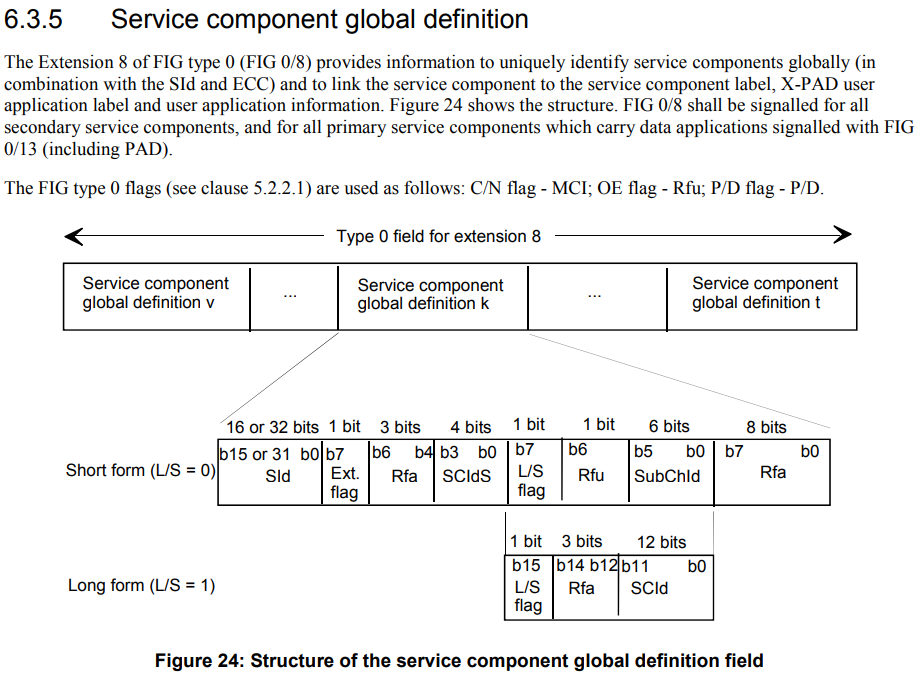 6.3.5 Service component global definition
The Extension 8 of FIG type 0 (FIG 0/8) provides information to uniquely identify service components globally (in
combination with the SId and ECC) and to link the service component to the service component label, X-PAD user
application label and user application information. Figure 24 shows the structure. FIG 0/8 shall be signalled for all
secondary service components, and for all primary service components which carry data applications signalled with FIG
0/13 (including PAD).
The FIG type 0 flags (see clause 5.2.2.1) are used as follows: C/N flag - MCI; OE flag - Rfu; P/D flag - P/D.
Type 0 field for extension 8
Service component
global definition v
...
Service component
global definition k
...
Service component
global definition t
16 or 32 bits 1 bit 3 bits 4 bits 1 bit 1 bit 6 bits 8 bits
Short form (L/S = 0)
b15 or 31 b0
SId
b7
Ext.
flag
b6 b4
Rfa
b3 b0
SCIdS
b7
L/S
flag
b6
Rfu
b5 b0
SubChId
b7 b0
Rfa
1 bit 3 bits 12 bits
Long form (L/S = 1)
b15
L/S
flag
b14 b12
Rfa
b11 b0
SCId
Figure 24: Structure of the service component global definition field